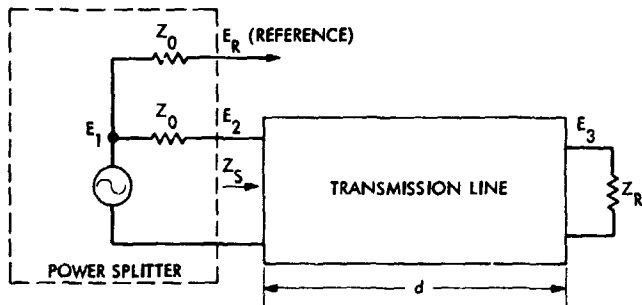 Z0 ER (REFERENCE)
Z0 E2
E1
E3
ZS
TRANSMISSION LINE
ZR
POWER SPLITTER
d